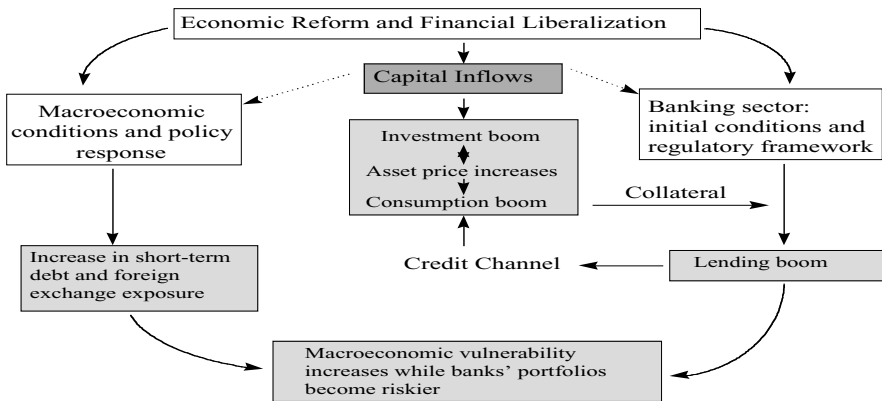 Economic Reform and Financial Liberalization
Capital Inflows
Macroeconomic
conditions and policy
response
Investment boom
Asset price increases
Consumption boom
Banking sector:
initial conditions and
regulatory framework
Collateral
Increase in short-term
debt and foreign
exchange exposure
Credit Channel
Lending boom
Macroeconomic vulnerability
increases while banks’ portfolios
become riskier